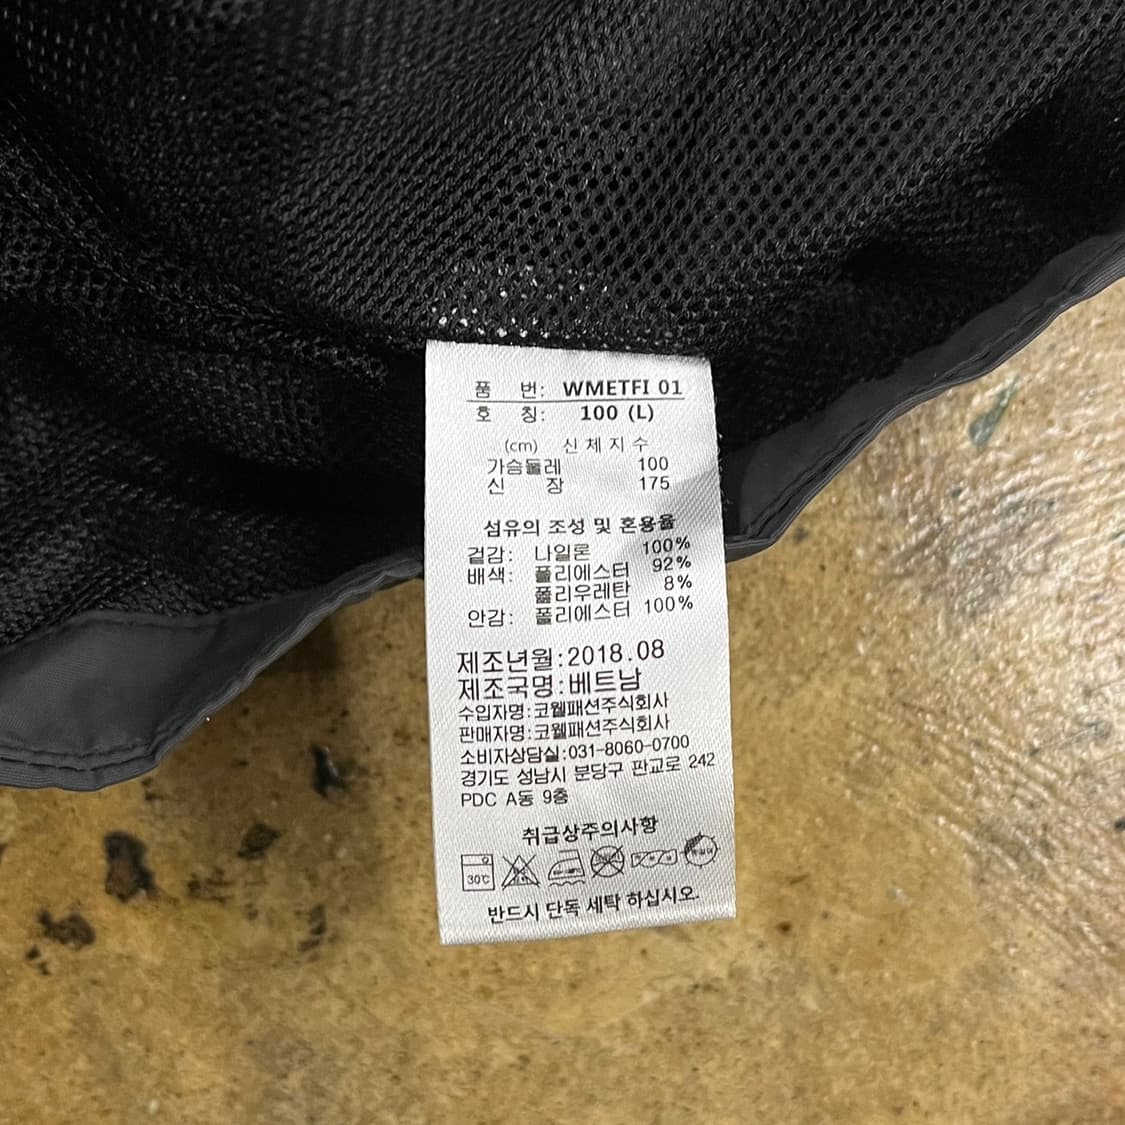 품 번: WMETFI 01
호 칭: 100 (L)
(cm) 신체지수
가슴둘레 100
신 장 175
섬유의 조성 및 혼용율
겉감: 나일론 100%
배색: 폴리에스터 92%
폴리우레탄 8%
안감: 폴리에스터 100%
제조년월:2018.08
제조국명:베트남
수입자명:코웰패션주식회사
판매자명:코웰패션주식회사
소비자상담실:031-8060-0700
경기도 성남시 분당구 판교로 242
PDC A동 9층
취급상주의사항
30℃
반드시 단독 세탁 하십시오.